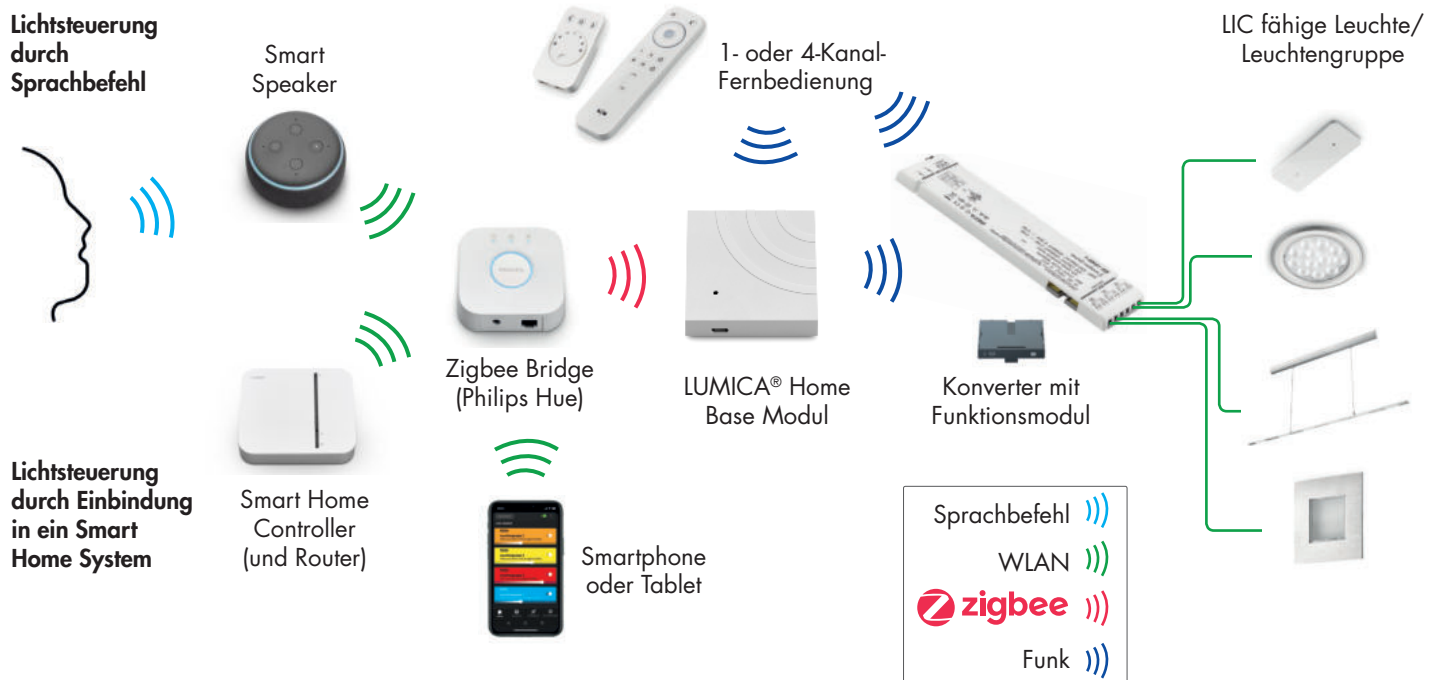 Lichtsteuerung
durch
Sprachbefehl
Smart
Speaker
1- oder 4-Kanal-
Fernbedienung
LIC fähige Leuchte/
Leuchtengruppe
Zigbee Bridge
(Philips Hue)
LUMICA® Home
Base Modul
Konverter mit
Funktionsmodul
Lichtsteuerung
durch Einbindung
in ein Smart
Home System
Smart Home
Controller
(und Router)
Smartphone
oder Tablet
Sprachbefehl
WLAN
zigbee
Funk